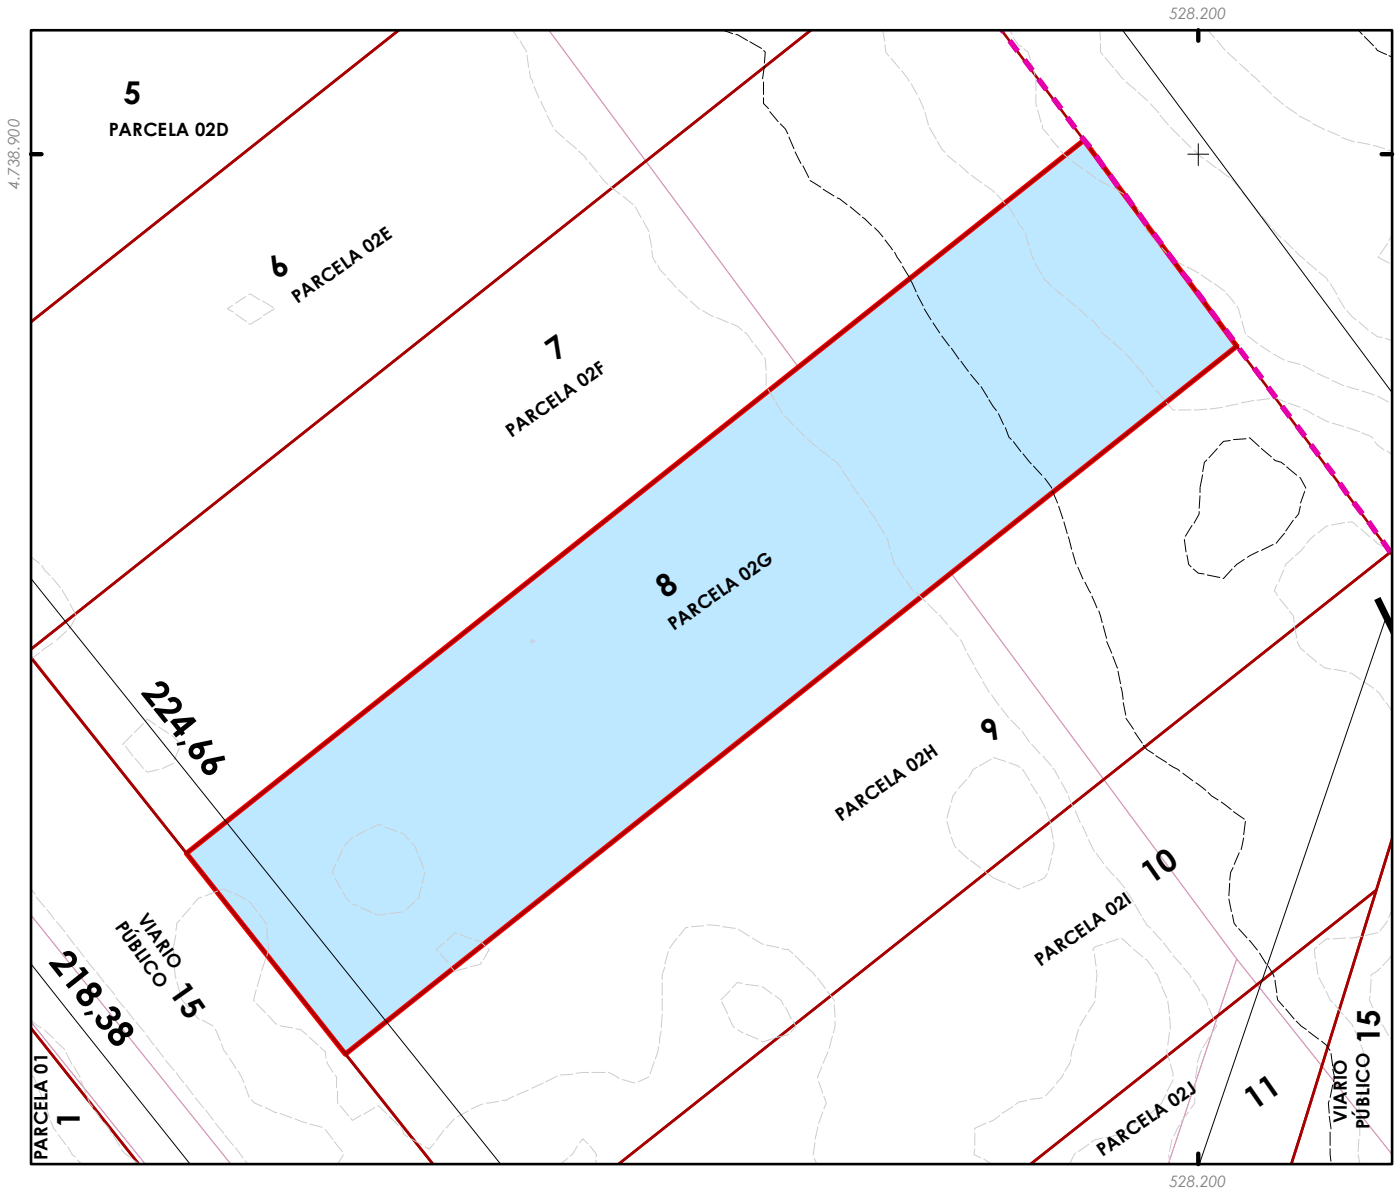 528.200
4.738.900
5
PARCELA 02D
6
PARCELA 02E
7
PARCELA 02F
8
PARCELA 02G
224,66
9
PARCELA 02H
10
PARCELA 02I
VIARIO
PÚBLICO
15
218,38
PARCELA 01
1
11
PARCELA 02J
VIARIO
PÚBLICO
15
528.200